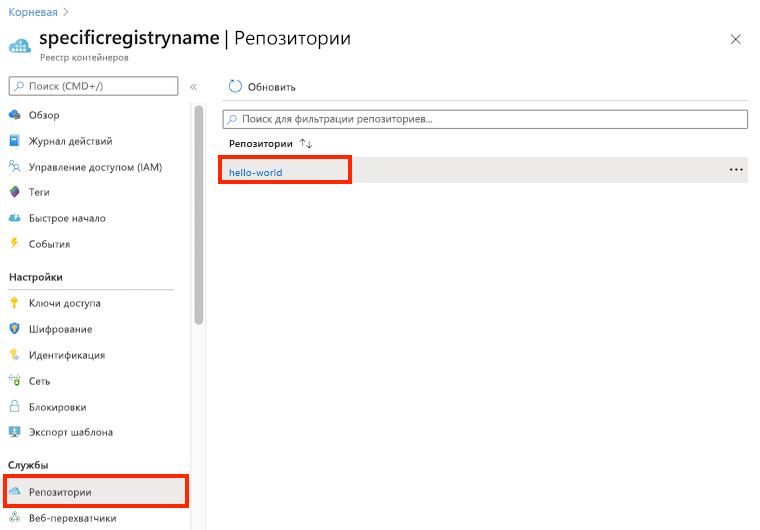 Корневая >
specificregistryname | Репозитории
Реестр контейнеров
Поиск (CMD+/)
«
Обновить
Поиск для фильтрации репозиториев...
Репозитории ↑↓
hello-world
...
Обзор
Журнал действий
Управление доступом (IAM)
Теги
Быстрое начало
События
Настройки
Ключи доступа
Шифрование
Идентификация
Сеть
Блокировки
Экспорт шаблона
Службы
Репозитории
Веб-перехватчики